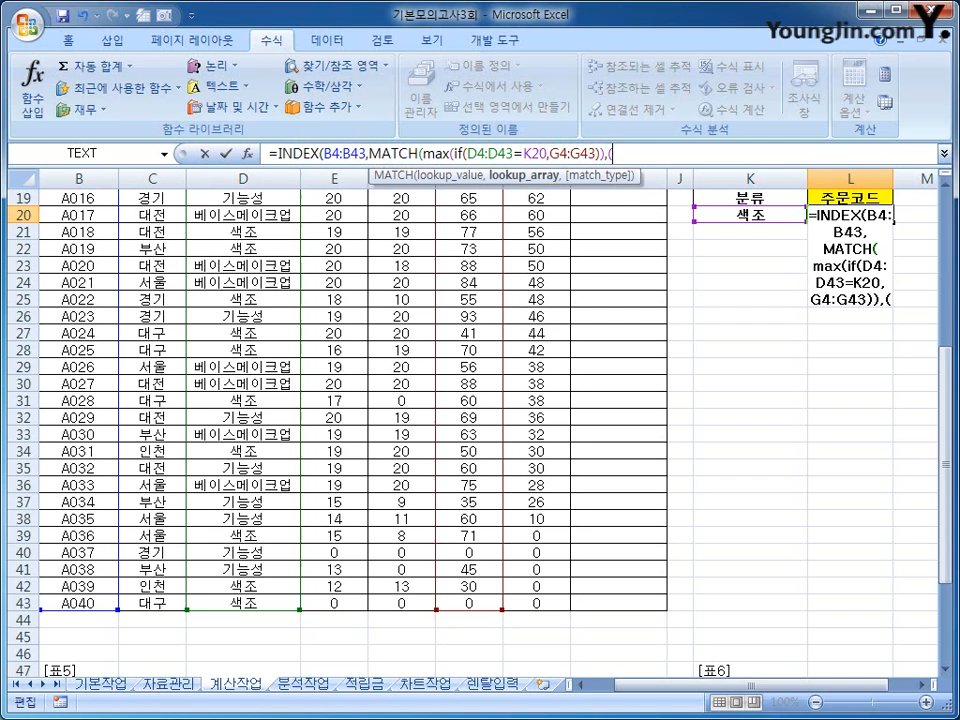 기본모의고사3회 - Microsoft Excel
YoungJin.com Y.
홈 삽입 페이지 레이아웃 수식 데이터 검토 보기 개발 도구
fx 함수 삽입
Σ 자동 합계
최근에 사용한 함수
재무
논리
텍스트
날짜 및 시간
찾기/참조 영역
수학/삼각
함수 추가
함수 라이브러리
이름 관리자
이름 정의
수식에서 사용
선택 영역에서 만들기
정의된 이름
참조되는 셀 추적
참조하는 셀 추적
연결선 제거
수식 표시
오류 검사
수식 계산
수식 분석
조사식 창
계산 옵션
계산
TEXT fx =INDEX(B4:B43,MATCH(max(if(D4:D43=K20,G4:G43)),(
MATCH(lookup_value, lookup_array, [match_type])
B C D E J K L M
19 A016 경기 기능성 20 20 65 62 분류 주문코드
20 A017 대전 베이스메이크업 20 20 66 60 색조 =INDEX(B4:
21 A018 대전 색조 19 19 77 56 B43,
22 A019 부산 색조 20 20 73 50 MATCH(
23 A020 대전 베이스메이크업 20 18 88 50 max(if(D4:
24 A021 서울 베이스메이크업 20 20 84 48 D43=K20,
25 A022 경기 색조 18 10 55 48 G4:G43)),(
26 A023 경기 기능성 19 20 93 46
27 A024 대구 색조 20 20 41 44
28 A025 대구 색조 16 19 70 42
29 A026 서울 베이스메이크업 19 20 56 38
30 A027 대전 베이스메이크업 20 20 88 38
31 A028 대구 색조 17 0 60 38
32 A029 대전 기능성 20 19 69 36
33 A030 부산 베이스메이크업 19 19 63 32
34 A031 인천 색조 19 20 50 30
35 A032 대전 기능성 19 20 60 30
36 A033 서울 베이스메이크업 19 20 75 28
37 A034 부산 기능성 15 9 35 26
38 A035 서울 기능성 14 11 60 10
39 A036 서울 색조 15 8 71 0
40 A037 경기 기능성 0 0 0 0
41 A038 부산 기능성 13 0 45 0
42 A039 인천 색조 12 13 30 0
43 A040 대구 색조 0 0 0 0
44
45
46
47 [표5] [표6]
기본작업 자료관리 계산작업 분석작업 적립금 차트작업 렌탈입력
편집 100%